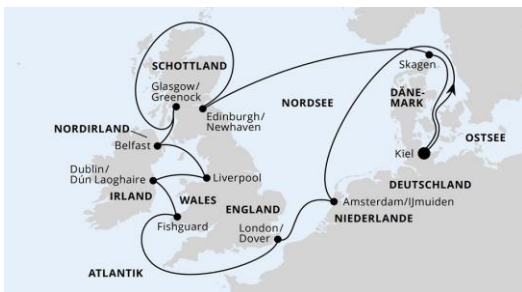 SCHOTTLAND
Glasgow/
Greenock
Edinburgh/
Newhaven
NORDSEE
Skagen
DÄNE-
MARK
OSTSEE
Kiel
NORDIRLAND
Belfast
Dublin/
Dún Laoghaire
IRLAND
Liverpool
WALES
Fishguard
ENGLAND
London/
Dover
DEUTSCHLAND
Amsterdam/IJmuiden
NIEDERLANDE
ATLANTIK